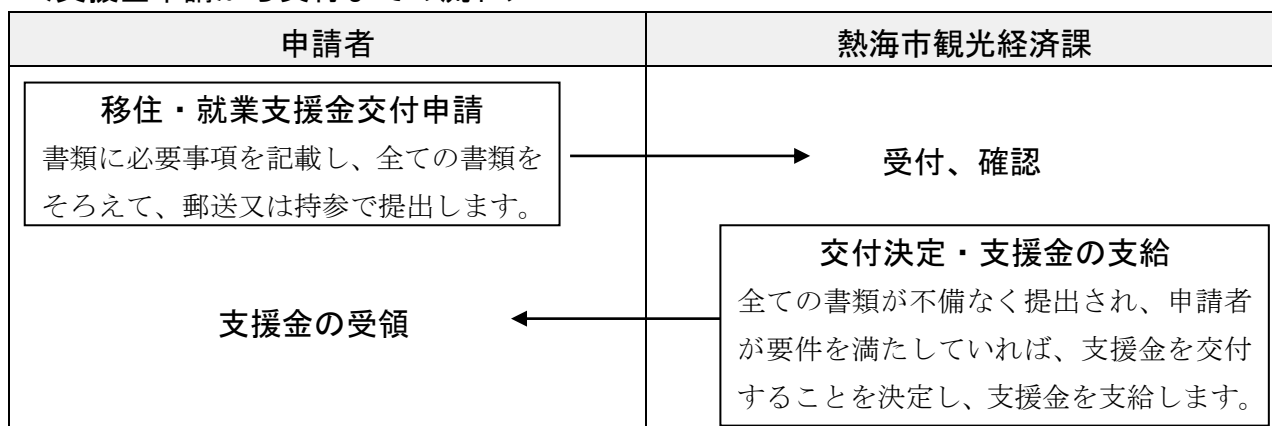 申請者
熱海市観光経済課
移住・就業支援金交付申請
書類に必要事項を記載し、全ての書類を
そろえて、郵送又は持参で提出します。
受付、確認
交付決定・支援金の支給
全ての書類が不備なく提出され、申請者
が要件を満たしていれば、支援金を交付
することを決定し、支援金を支給します。
支援金の受領